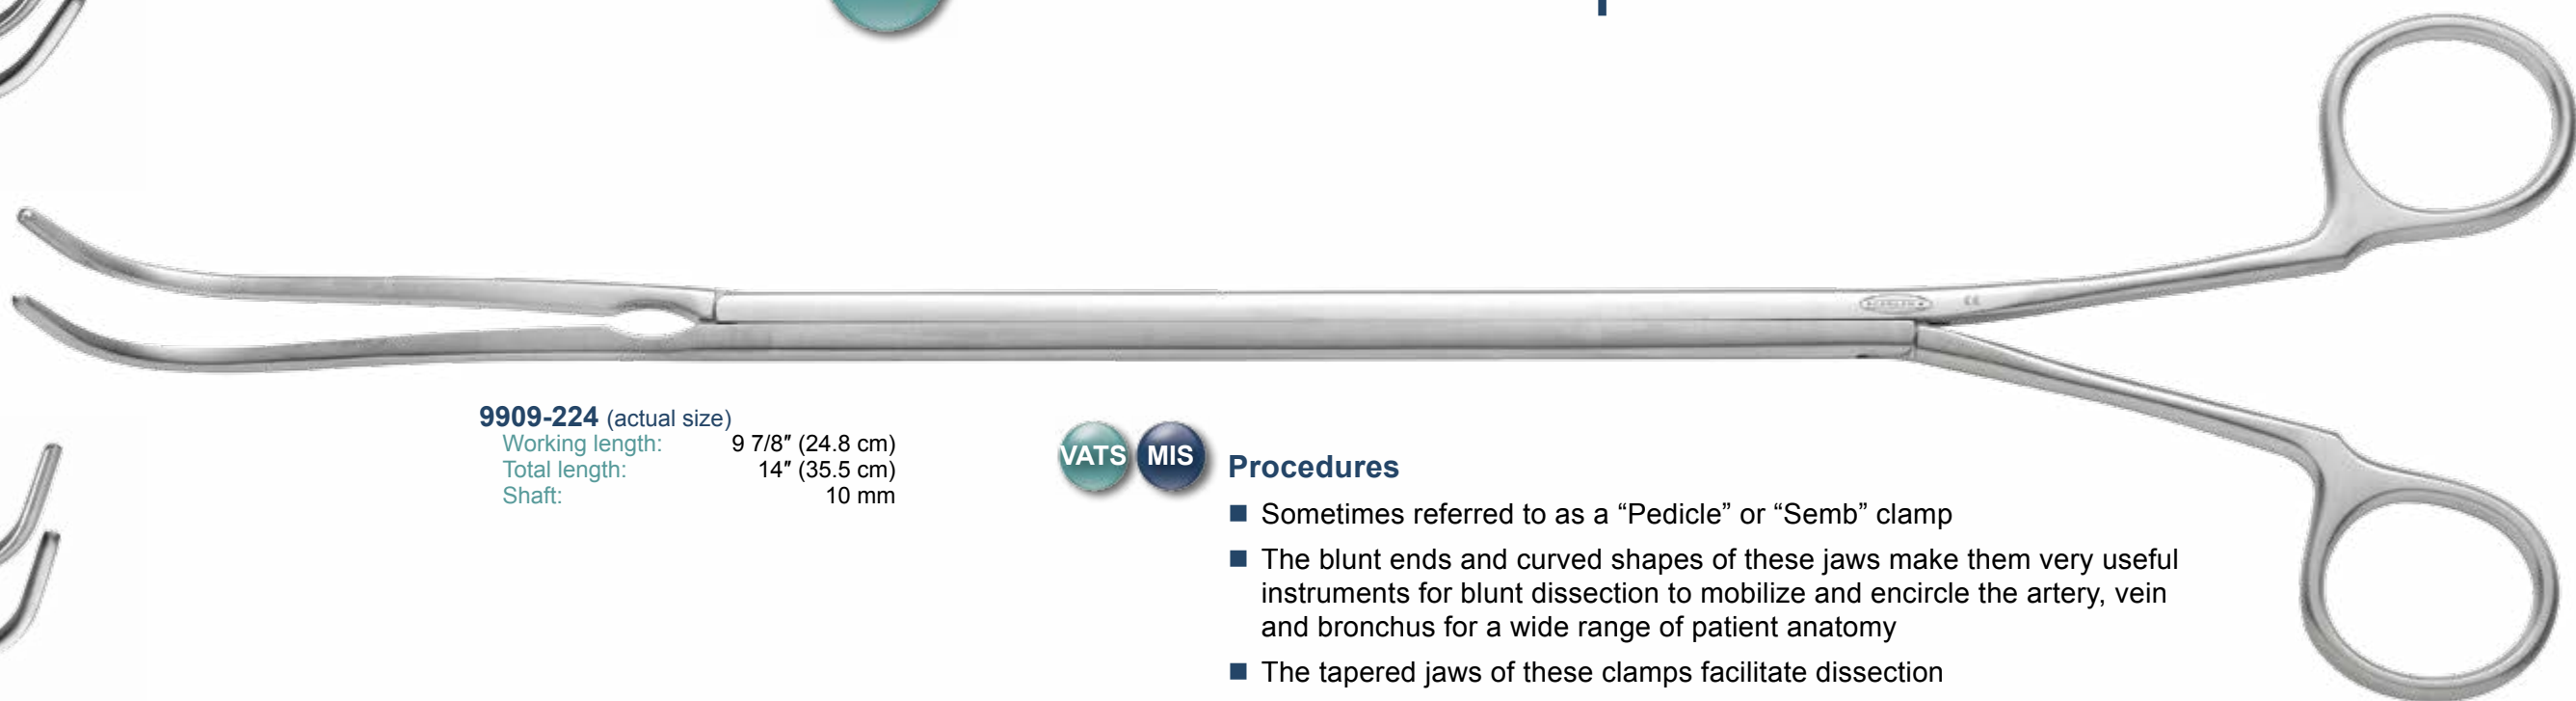 9909-224 (actual size)
Working length: 9 7/8″ (24.8 cm)
Total length: 14″ (35.5 cm)
Shaft: 10 mm
VATS MIS Procedures
■ Sometimes referred to as a “Pedicle” or “Semb” clamp
■ The blunt ends and curved shapes of these jaws make them very useful
instruments for blunt dissection to mobilize and encircle the artery, vein
and bronchus for a wide range of patient anatomy
■ The tapered jaws of these clamps facilitate dissection